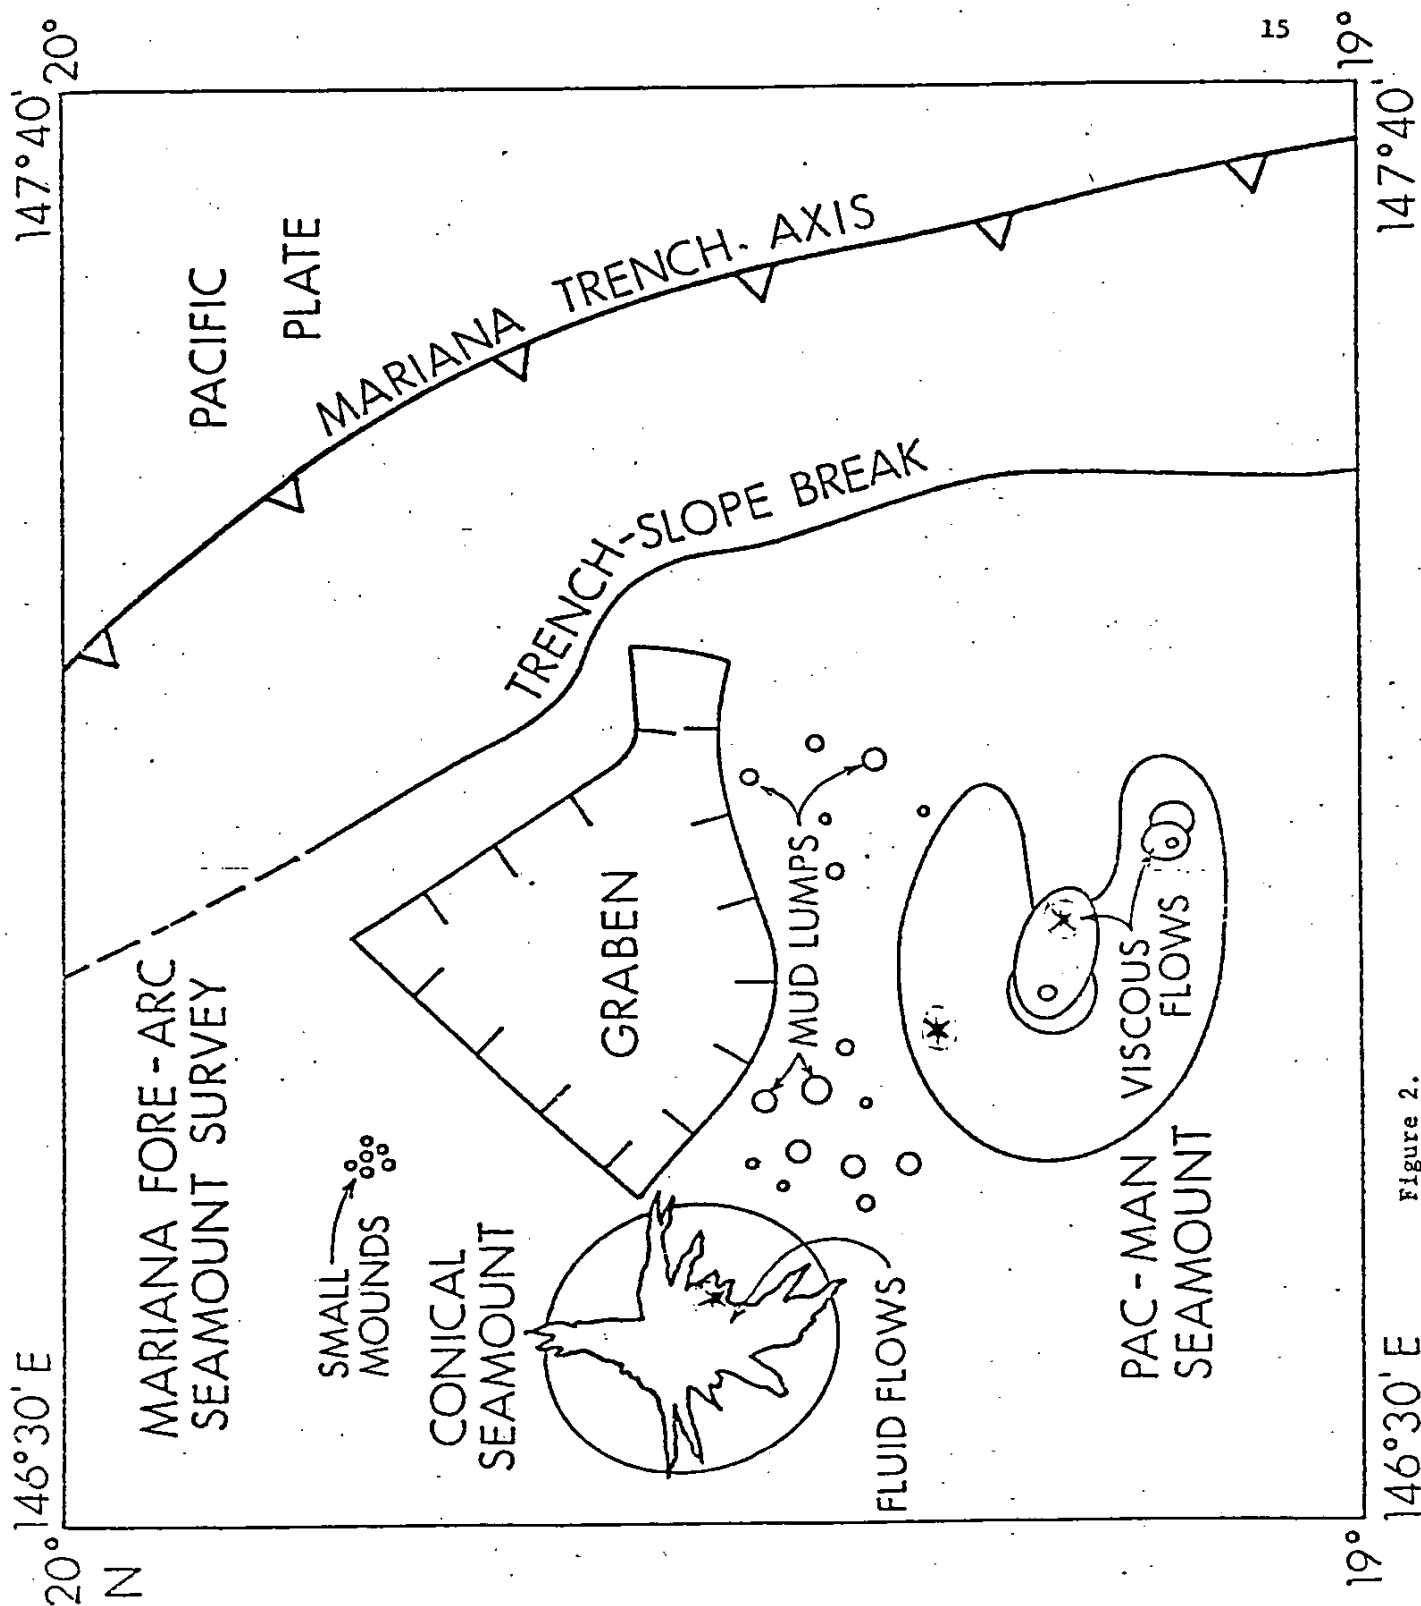 146°30' E
147°40'
20°
N
20°
MARIANA FORE-ARC
SEAMOUNT SURVEY
PACIFIC
PLATE
SMALL
MOUNDS
MARIANA TRENCH AXIS
CONICAL
SEAMOUNT
TRENCH-SLOPE BREAK
GRABEN
MUD LUMPS
FLUID FLOWS
VISCOUS
FLOWS
PAC-MAN
SEAMOUNT
19°
19°
146°30' E
147°40'
Figure 2.
15